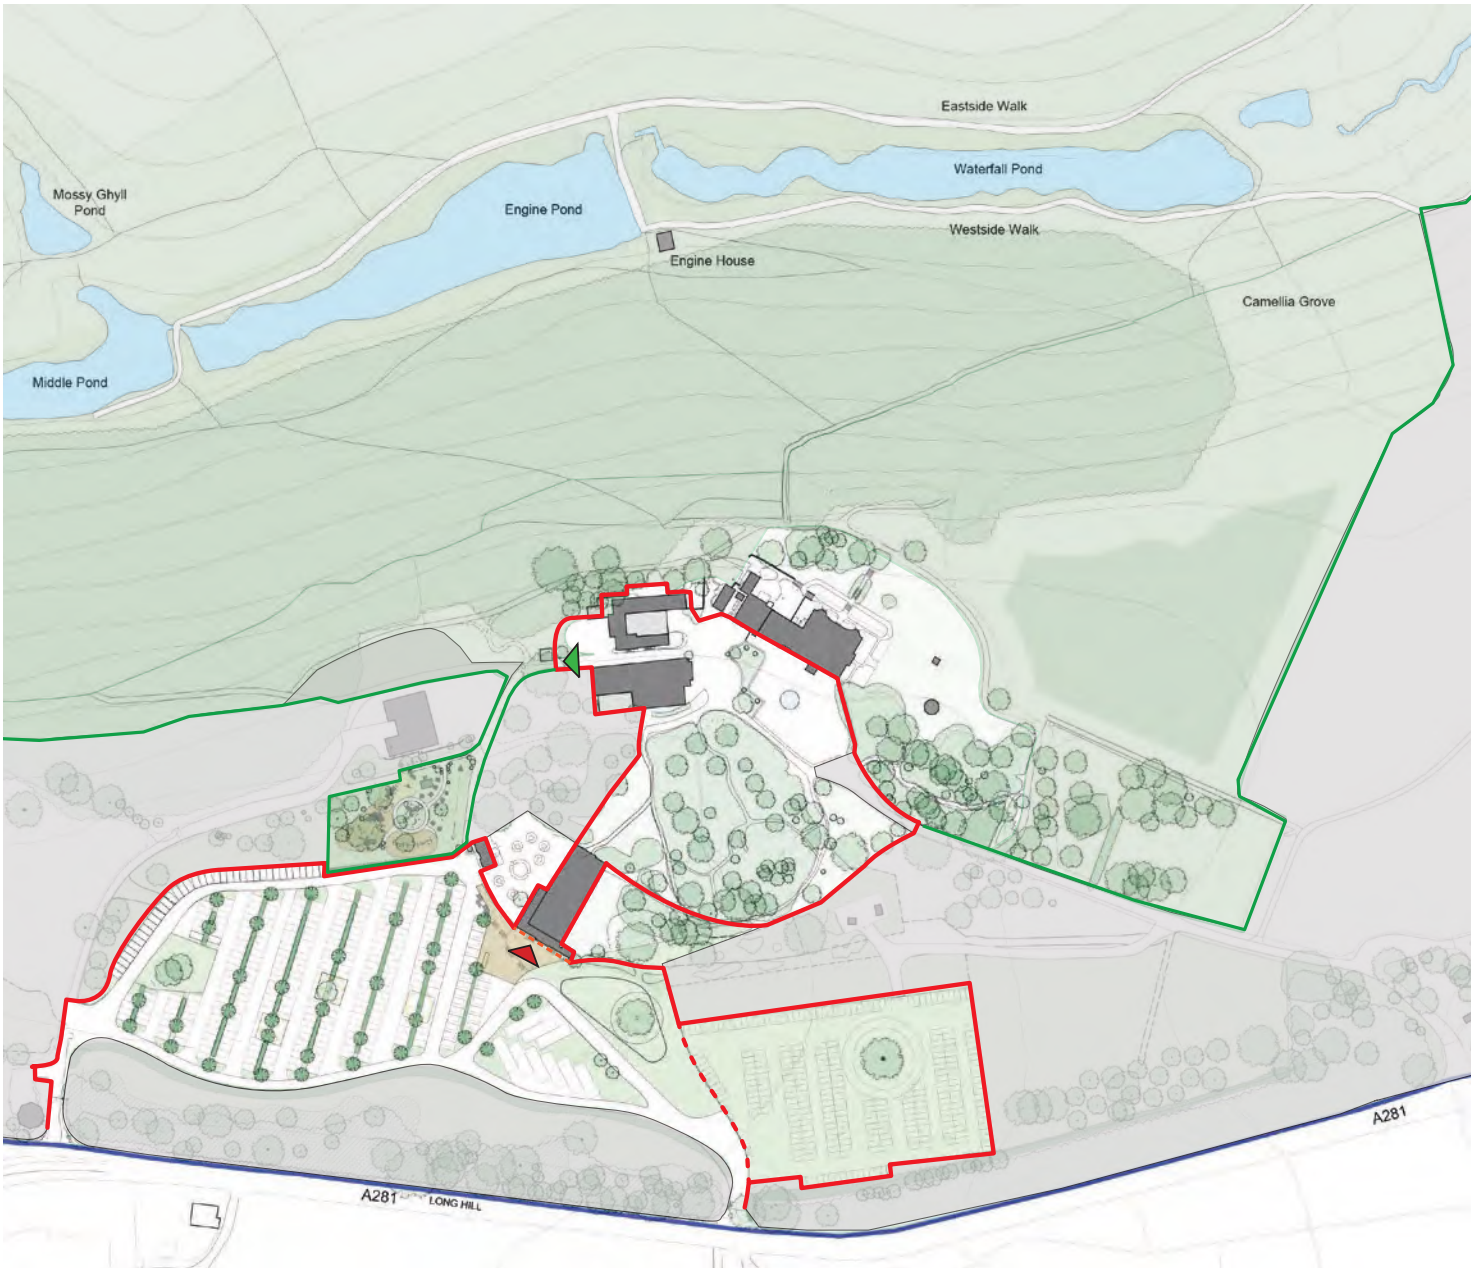 Eastside Walk
Waterfall Pond
Mossy Ghyll
Pond
Engine Pond
Westside Walk
Engine House
Camellia Grove
Middle Pond
A281
A281
LONG HILL